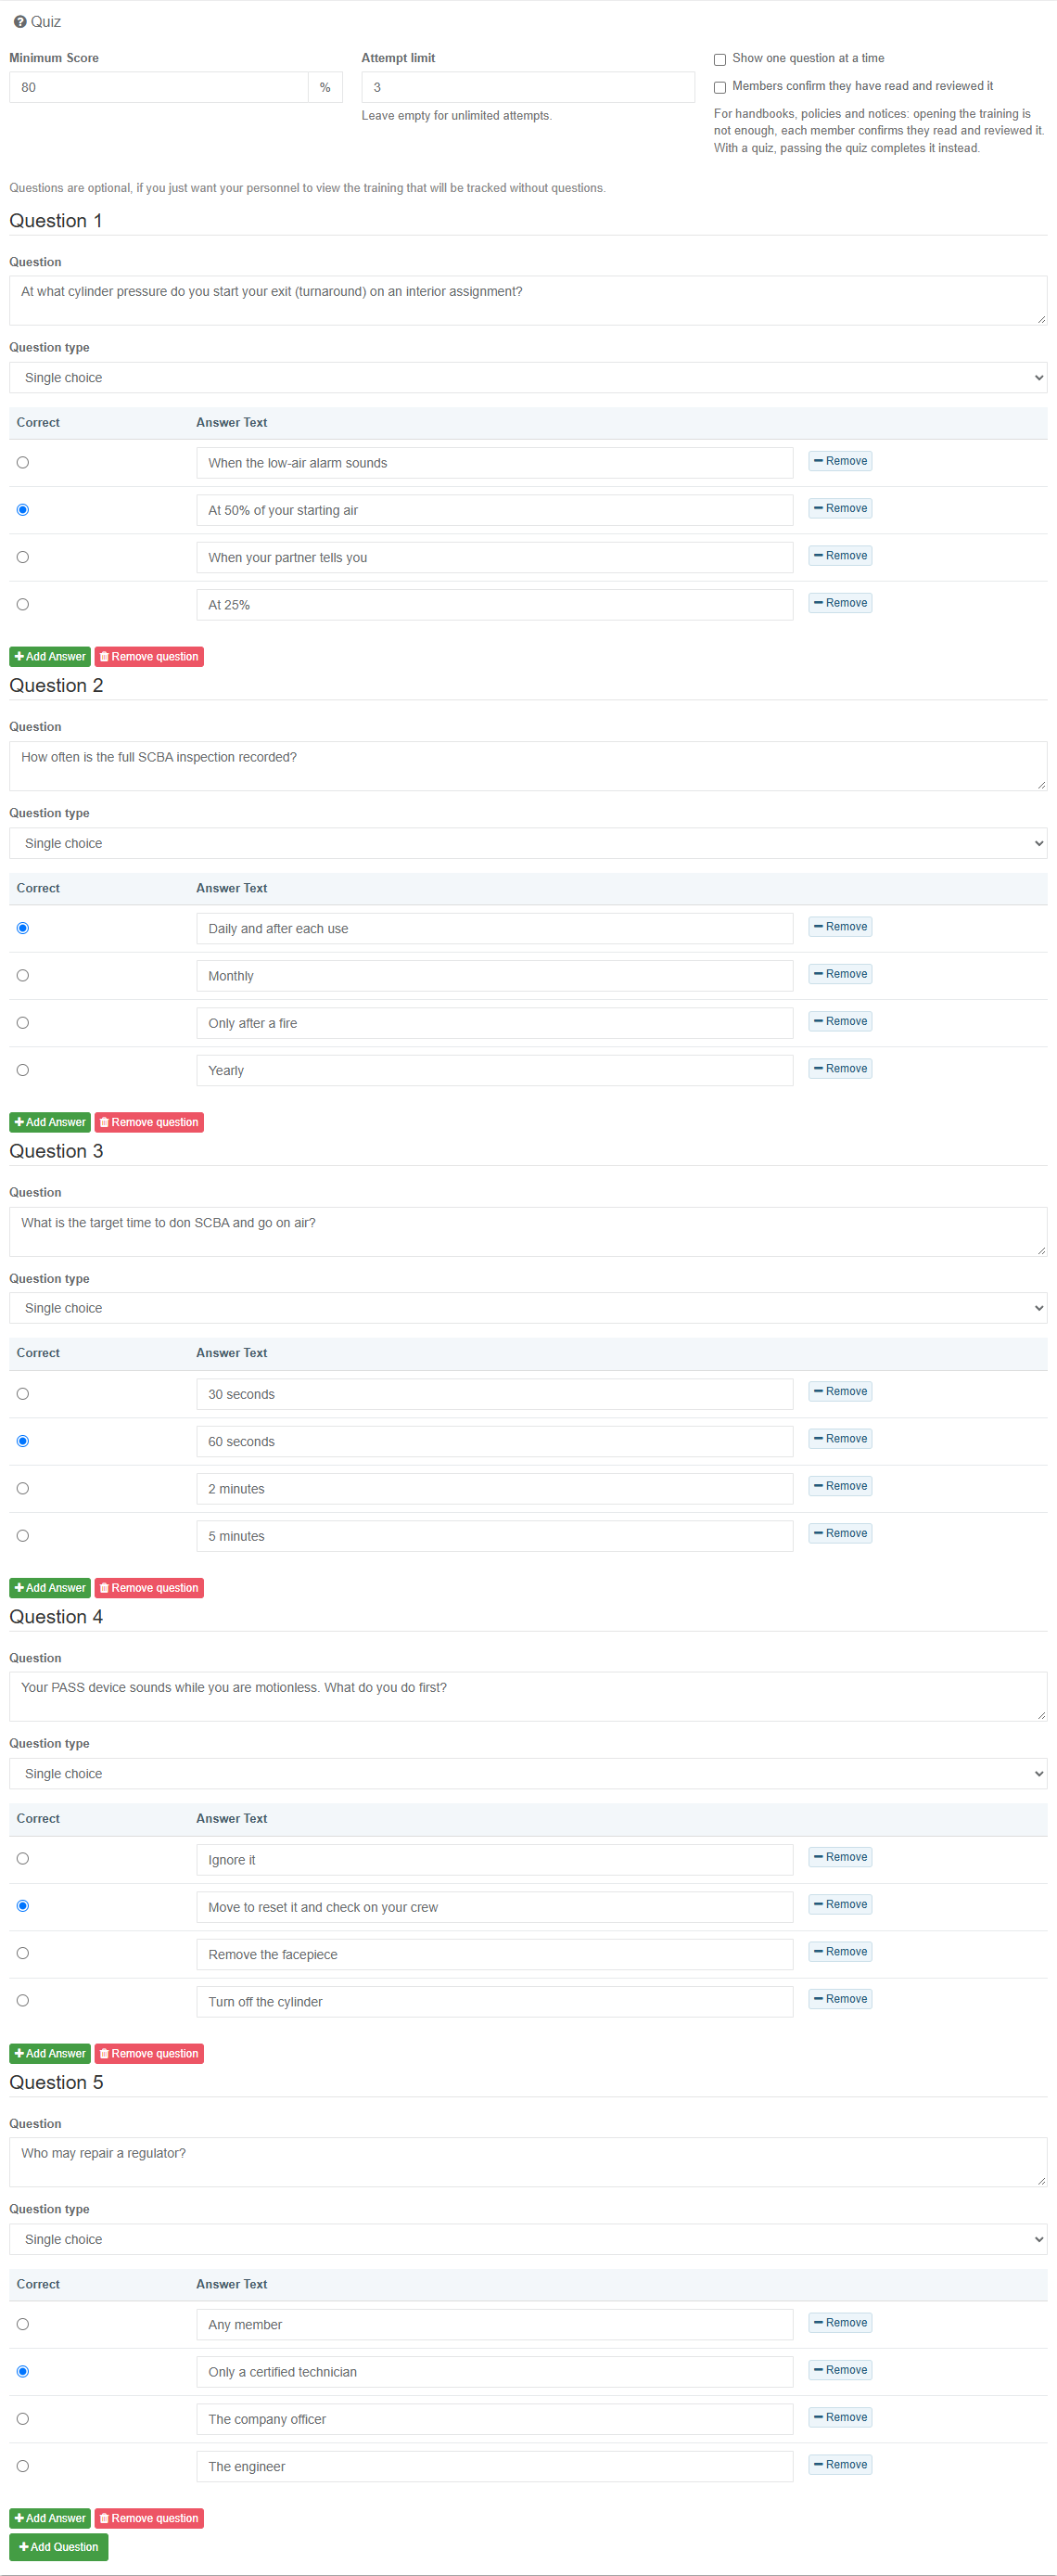 Quiz
Minimum Score
80 %
Attempt limit
3
Leave empty for unlimited attempts.
Show one question at a time
Members confirm they have read and reviewed it
For handbooks, policies and notices: opening the training is
not enough, each member confirms they read and reviewed it.
With a quiz, passing the quiz completes it instead.
Questions are optional, if you just want your personnel to view the training that will be tracked without questions.
Question 1
Question
At what cylinder pressure do you start your exit (turnaround) on an interior assignment?
Question type
Single choice
Correct Answer Text
When the low-air alarm sounds Remove
At 50% of your starting air Remove
When your partner tells you Remove
At 25% Remove
Add Answer Remove question
Question 2
Question
How often is the full SCBA inspection recorded?
Question type
Single choice
Correct Answer Text
Daily and after each use Remove
Monthly Remove
Only after a fire Remove
Yearly Remove
Add Answer Remove question
Question 3
Question
What is the target time to don SCBA and go on air?
Question type
Single choice
Correct Answer Text
30 seconds Remove
60 seconds Remove
2 minutes Remove
5 minutes Remove
Add Answer Remove question
Question 4
Question
Your PASS device sounds while you are motionless. What do you do first?
Question type
Single choice
Correct Answer Text
Ignore it Remove
Move to reset it and check on your crew Remove
Remove the facepiece Remove
Turn off the cylinder Remove
Add Answer Remove question
Question 5
Question
Who may repair a regulator?
Question type
Single choice
Correct Answer Text
Any member Remove
Only a certified technician Remove
The company officer Remove
The engineer Remove
Add Answer Remove question
Add Question